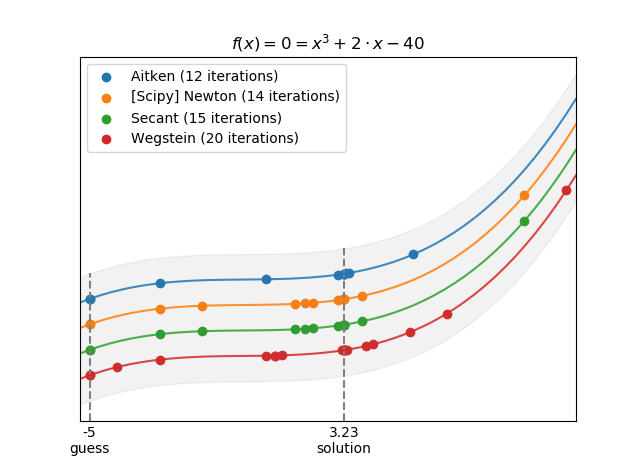 f(x) = 0 = x³ + 2 · x − 40
Aitken (12 iterations)
[Scipy] Newton (14 iterations)
Secant (15 iterations)
Wegstein (20 iterations)
-5
guess
3.23
solution